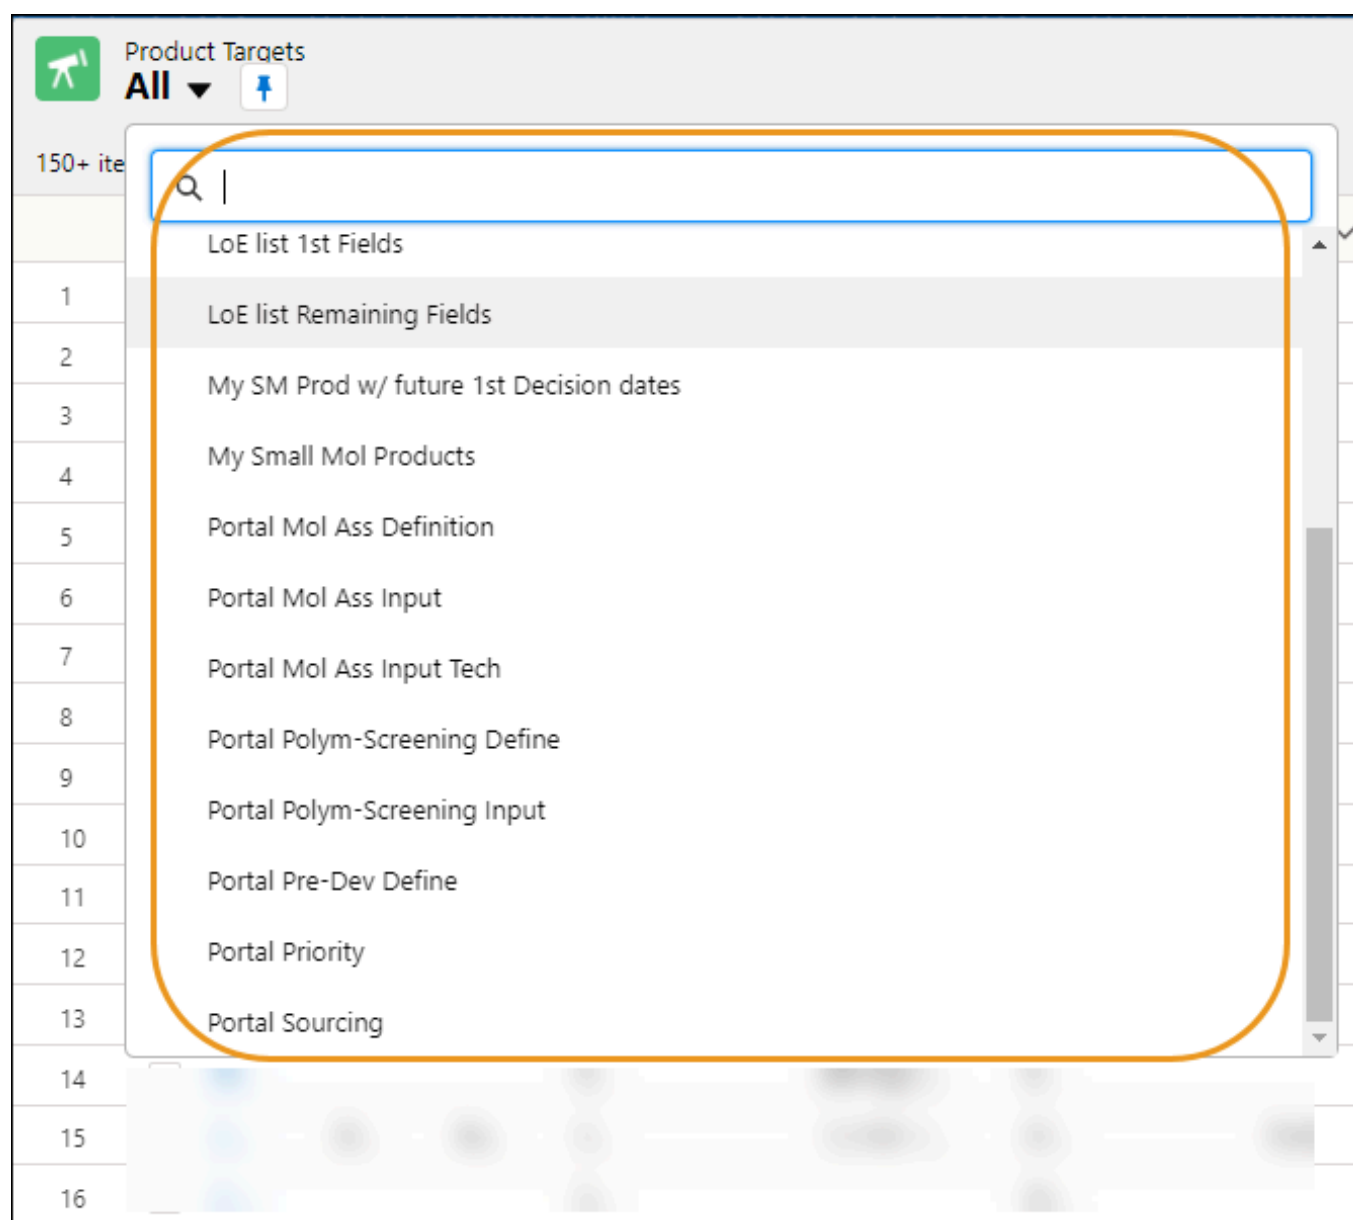 Product Targets
All
150+ ite
LoE list 1st Fields
LoE list Remaining Fields
My SM Prod w/ future 1st Decision dates
My Small Mol Products
Portal Mol Ass Definition
Portal Mol Ass Input
Portal Mol Ass Input Tech
Portal Polym-Screening Define
Portal Polym-Screening Input
Portal Pre-Dev Define
Portal Priority
Portal Sourcing
1
2
3
4
5
6
7
8
9
10
11
12
13
14
15
16